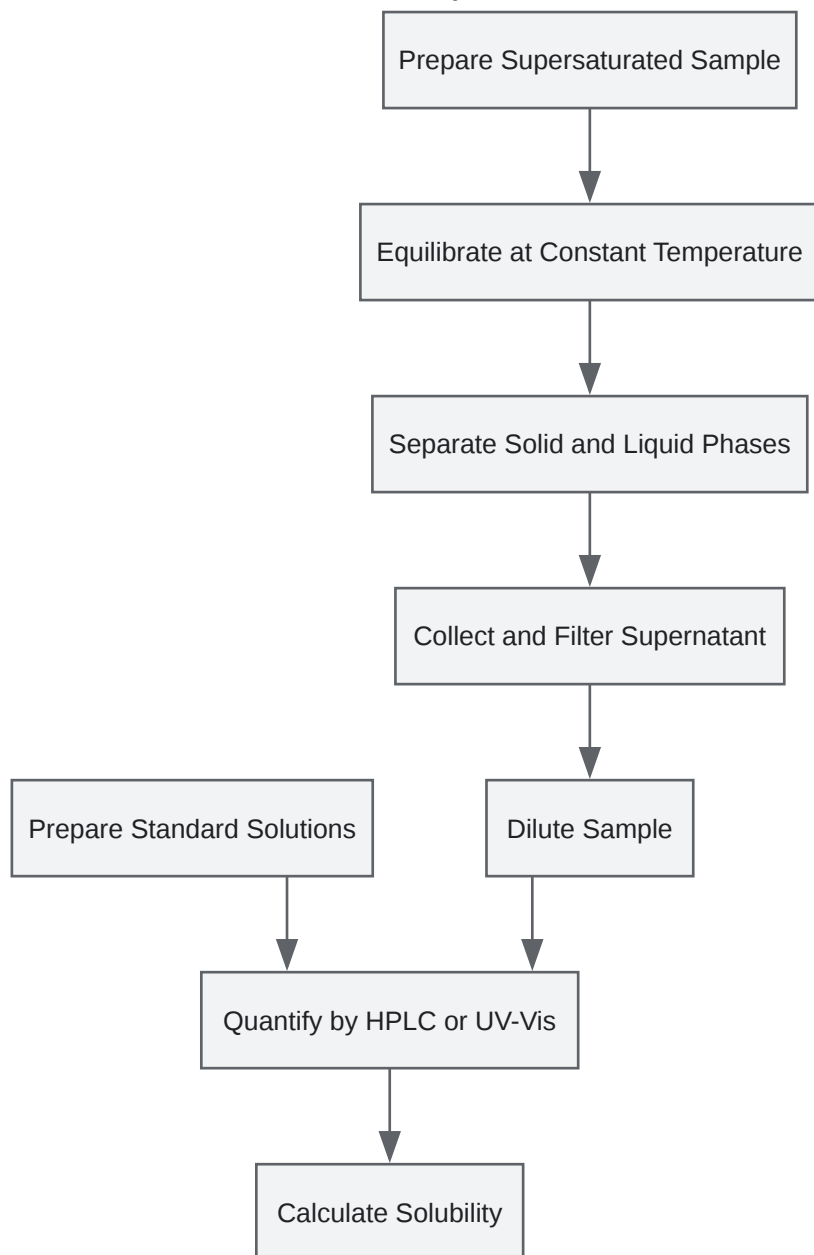 Prepare Supersaturated Sample
Equilibrate at Constant Temperature
Separate Solid and Liquid Phases
Collect and Filter Supernatant
Prepare Standard Solutions
Dilute Sample
Quantify by HPLC or UV-Vis
Calculate Solubility